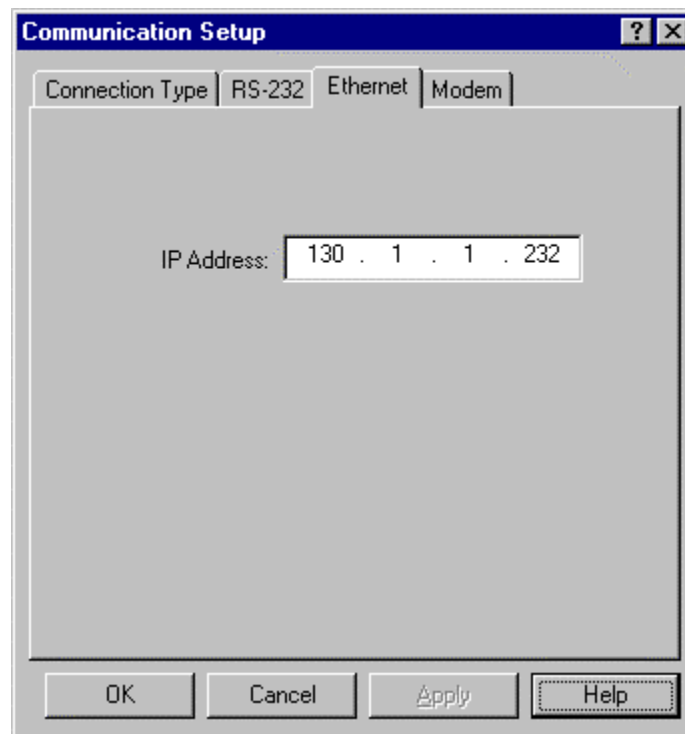 Communication Setup ? X
Connection Type RS-232 Ethernet Modem
IP Address: 130 . 1 . 1 . 232
OK Cancel Apply Help